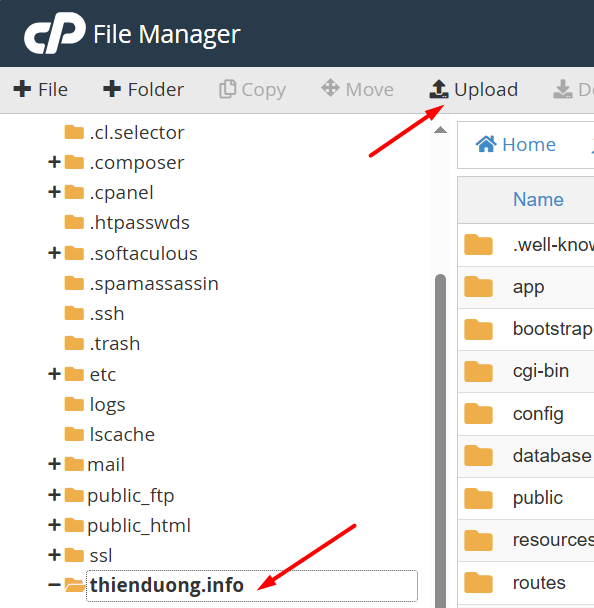 cP File Manager
+ File + Folder Copy Move Upload De
.cl.selector
+ .composer
+ .cpanel
.htpasswds
+ .softaculous
.spamassassin
.ssh
.trash
+ etc
logs
lscache
+ mail
+ public_ftp
+ public_html
+ ssl
− thienduong.info
Home
Name
.well-know
app
bootstrap
cgi-bin
config
database
public
resources
routes